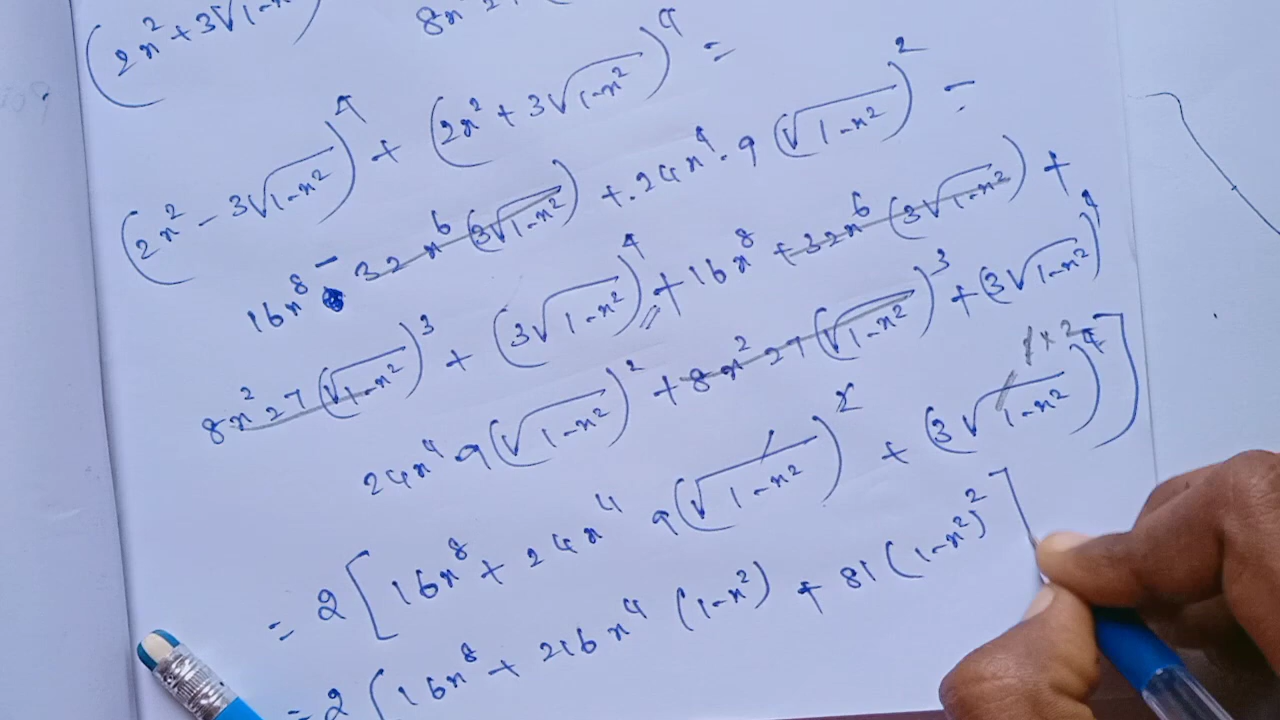 (2x² + 3√1-x² 8x² 27 (
(2x² - 3√1-x²)⁴ + (2x² + 3√1-x²)⁴ =
16x⁸ - 32x⁶ (3√1-x²) + 24x⁴ · 9 (√1-x²)² -
8x² 27 (√1-x²)³ + (3√1-x²)⁴ + 16x⁸ + 32x⁶ (3√1-x²) +
24x⁴ 9 (√1-x²)² + 8x² 27 (√1-x²)³ + (3√1-x²)⁴
= 2 [16x⁸ + 24x⁴ 9 (√1-x²)² + (3√1-x²)⁴]
= 2 [16x⁸ + 216x⁴ (1-x²) + 81 (1-x²)²]